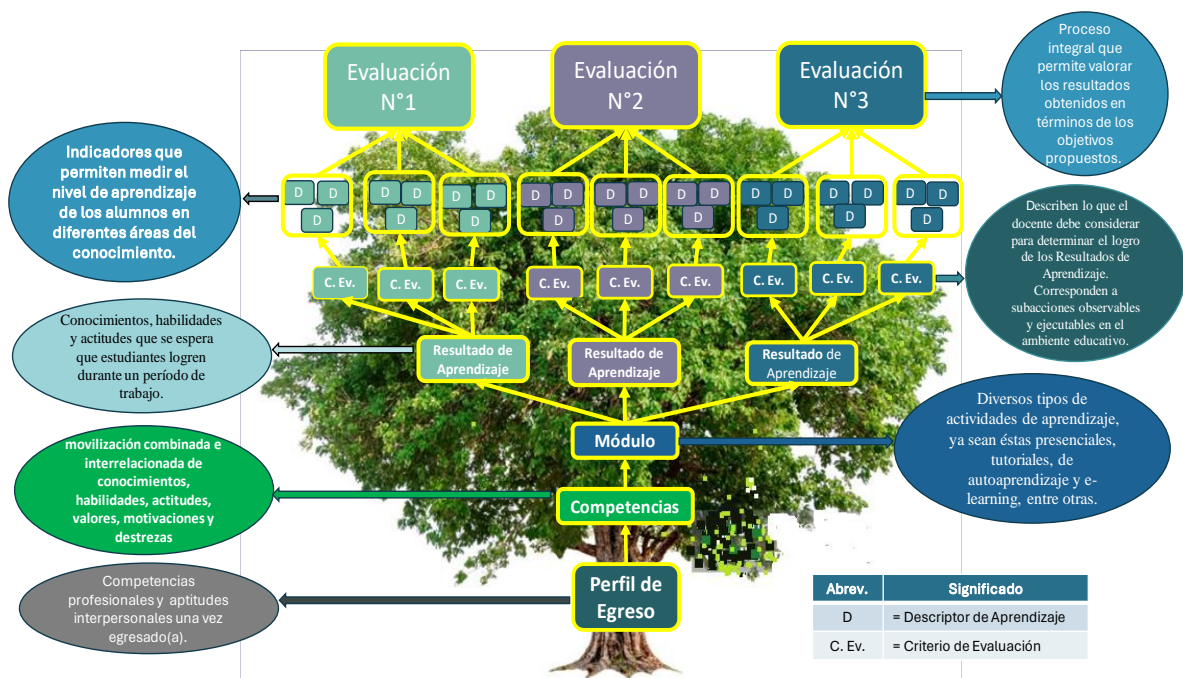 Evaluación
N°1
Evaluación
N°2
Evaluación
N°3
Proceso
integral que
permite valorar
los resultados
obtenidos en
términos de los
objetivos
propuestos.
Indicadores que
permiten medir el
nivel de aprendizaje
de los alumnos en
diferentes áreas del
conocimiento.
D D
D
D D
D
D D
D
D D
D
D D
D
D D
D
D D
D
D D
D
D D
D
Describen lo que el
docente debe considerar
para determinar el logro
de los Resultados de
Aprendizaje.
Corresponden a
subacciones observables
y ejecutables en el
ambiente educativo.
C. Ev.
C. Ev.
C. Ev.
C. Ev.
C. Ev.
C. Ev.
C. Ev.
C. Ev.
C. Ev.
Conocimientos, habilidades
y actitudes que se espera
que estudiantes logren
durante un período de
trabajo.
Resultado de
Aprendizaje
Resultado de
Aprendizaje
Resultado de
Aprendizaje
Módulo
Diversos tipos de
actividades de aprendizaje,
ya sean éstas presenciales,
tutoriales, de
autoaprendizaje y e-
learning, entre otras.
movilización combinada e
interrelacionada de
conocimientos,
habilidades, actitudes,
valores, motivaciones y
destrezas
Competencias
Competencias
profesionales y aptitudes
interpersonales una vez
egresado(a).
Perfil de
Egreso
Abrev. Significado
D = Descriptor de Aprendizaje
C. Ev. = Criterio de Evaluación